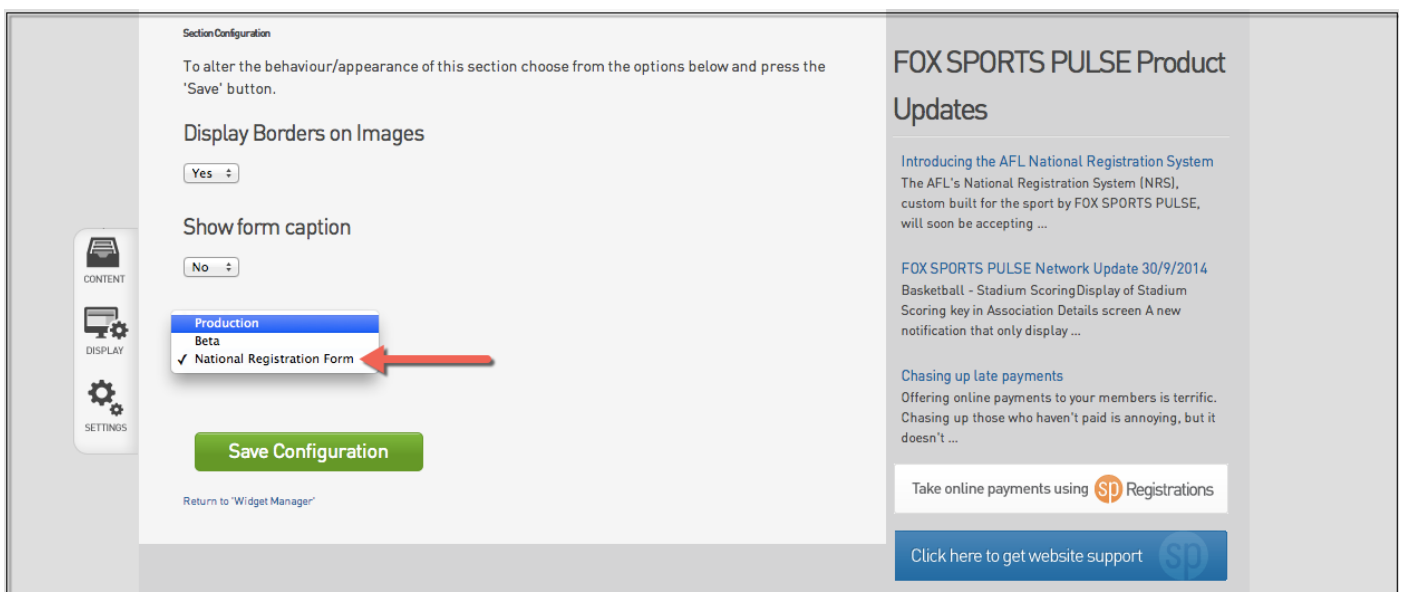 Section Configuration
To alter the behaviour/appearance of this section choose from the options below and press the
'Save' button.
Display Borders on Images
Yes
Show form caption
No
Production
Beta
✓ National Registration Form
Save Configuration
Return to 'Widget Manager'
CONTENT
DISPLAY
SETTINGS
FOX SPORTS PULSE Product
Updates
Introducing the AFL National Registration System
The AFL's National Registration System (NRS),
custom built for the sport by FOX SPORTS PULSE,
will soon be accepting ...
FOX SPORTS PULSE Network Update 30/9/2014
Basketball - Stadium ScoringDisplay of Stadium
Scoring key in Association Details screen A new
notification that only display ...
Chasing up late payments
Offering online payments to your members is terrific.
Chasing up those who haven't paid is annoying, but it
doesn't ...
Take online payments using sp Registrations
Click here to get website support sp